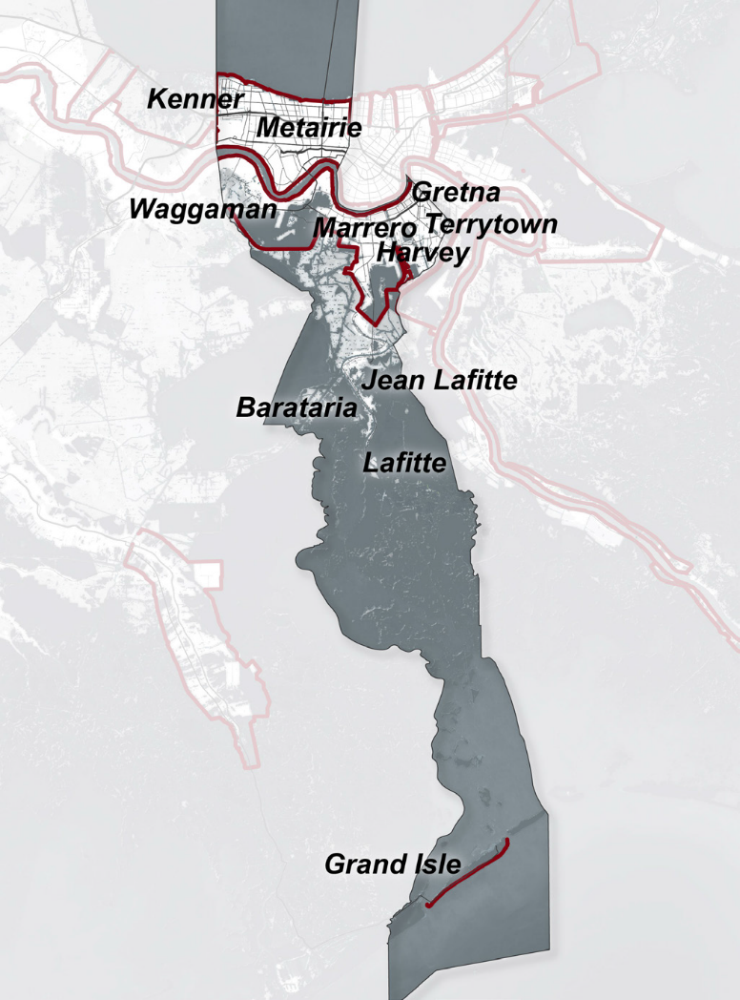 Kenner
Metairie
Gretna
Waggaman
Marrero
Terrytown
Harvey
Jean Lafitte
Barataria
Lafitte
Grand Isle